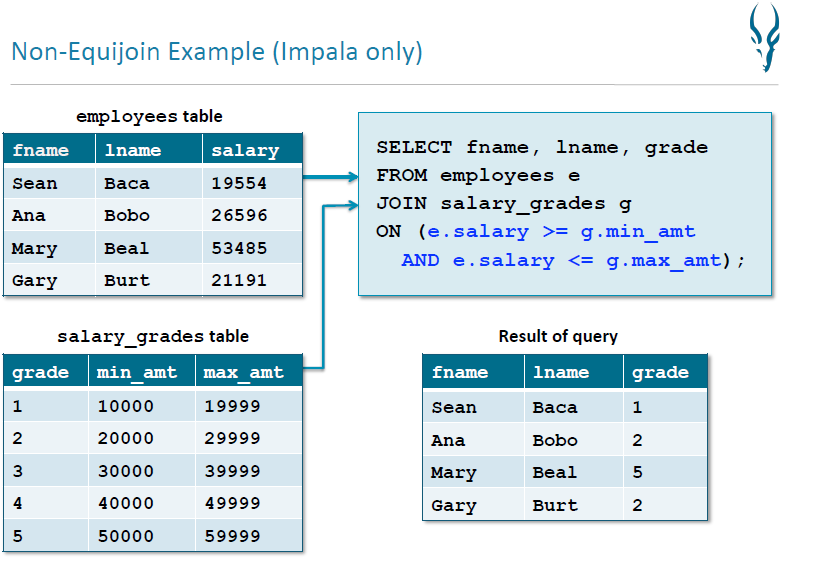 Non-Equijoin Example (Impala only)
employees table
fname lname salary
Sean Baca 19554
Ana Bobo 26596
Mary Beal 53485
Gary Burt 21191
SELECT fname, lname, grade
FROM employees e
JOIN salary_grades g
ON (e.salary >= g.min_amt
AND e.salary <= g.max_amt);
salary_grades table
grade min_amt max_amt
1 10000 19999
2 20000 29999
3 30000 39999
4 40000 49999
5 50000 59999
Result of query
fname lname grade
Sean Baca 1
Ana Bobo 2
Mary Beal 5
Gary Burt 2